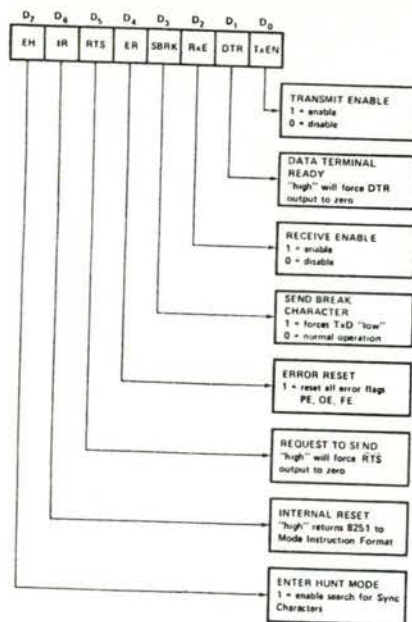 D7 D6 D5 D4 D3 D2 D1 D0
EH IR RTS ER SBRK RxE DTR TxEN
TRANSMIT ENABLE
1 = enable
0 = disable
DATA TERMINAL
READY
"high" will force DTR
output to zero
RECEIVE ENABLE
1 = enable
0 = disable
SEND BREAK
CHARACTER
1 = forces TxD "low"
0 = normal operation
ERROR RESET
1 = reset all error flags
PE, OE, FE
REQUEST TO SEND
"high" will force RTS
output to zero
INTERNAL RESET
"high" returns 8251 to
Mode Instruction Format
ENTER HUNT MODE
1 = enable search for Sync
Characters